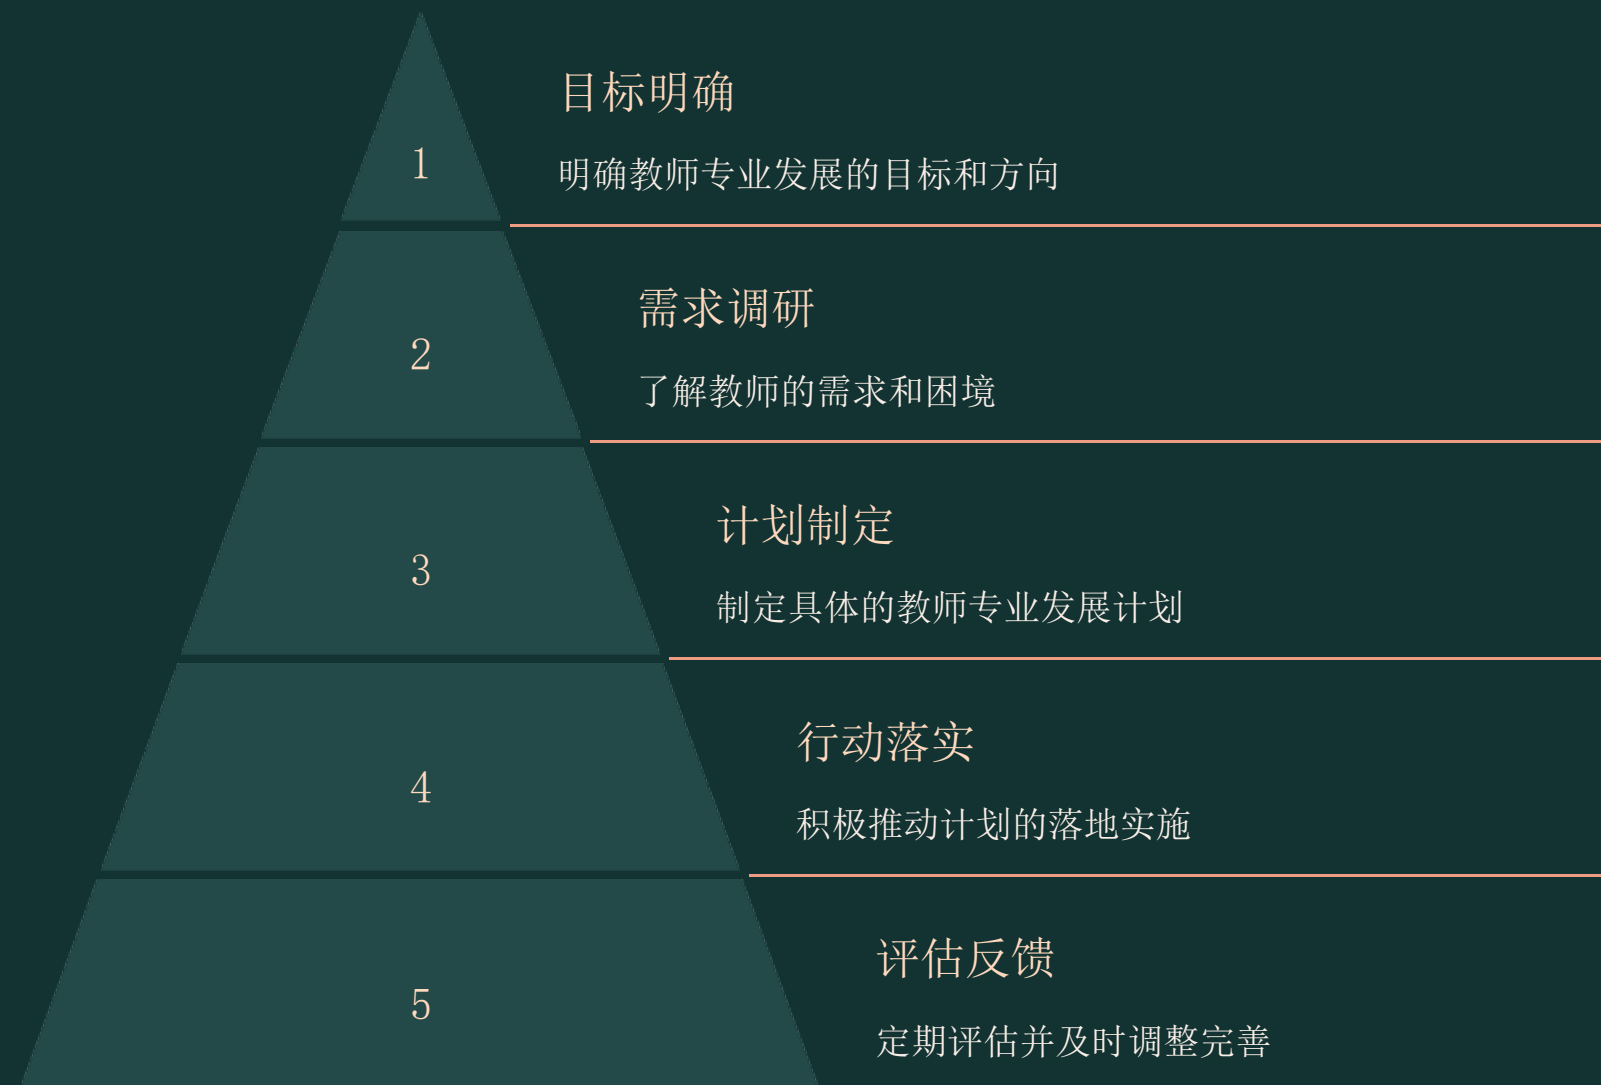 目标明确
1
明确教师专业发展的目标和方向
需求调研
2
了解教师的需求和困境
计划制定
3
制定具体的教师专业发展计划
行动落实
4
积极推动计划的落地实施
评估反馈
5
定期评估并及时调整完善